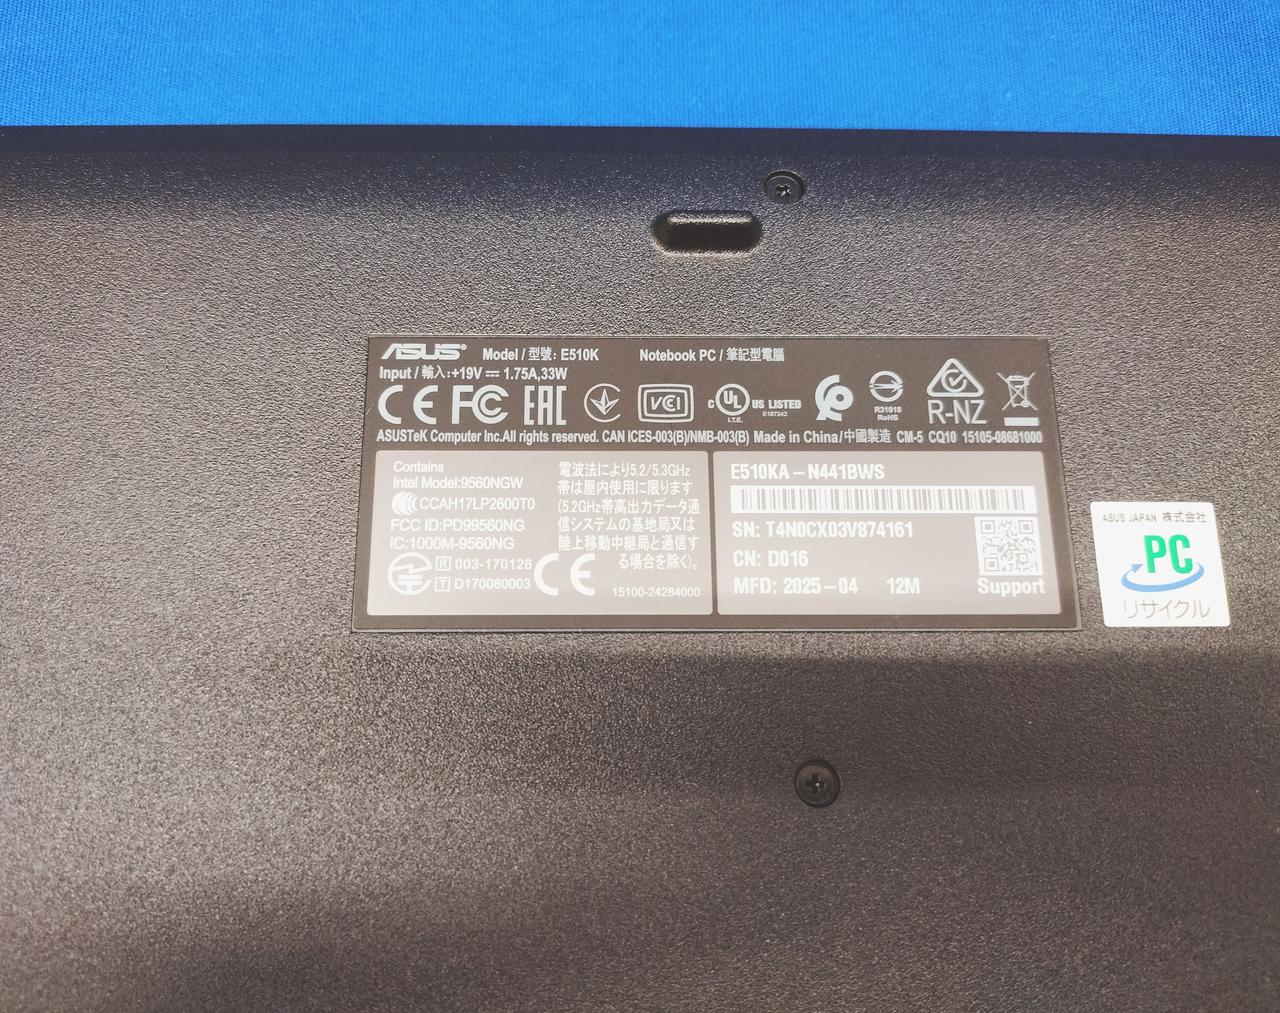 ASUS Model / 型號: E510K Notebook PC / 筆記型電腦
Input / 輸入:+19V⎓ 1.75A,33W
CE FC EAC VCI c UL US LISTED I.T.E. E187242 R31018 RoHS R-NZ
ASUSTeK Computer Inc.All rights reserved. CAN ICES-003(B)/NMB-003(B) Made in China/中國製造 CM-5 CQ10 15105-08681000
Contains
Intel Model:9560NGW
CCAH17LP2600T0
FCC ID:PD99560NG
IC:1000M-9560NG
R 003-170126
T D170080003
CE
電波法により5.2/5.3GHz
帯は屋内使用に限ります
(5.2GHz帯高出力データ通
信システムの基地局又は
陸上移動中継局と通信す
る場合を除く)。
15100-24284000
E510KA-N441BWS
SN: T4N0CX03V874161
CN: D016
MFD: 2025-04 12M
Support
ASUS JAPAN 株式会社
PC
リサイクル